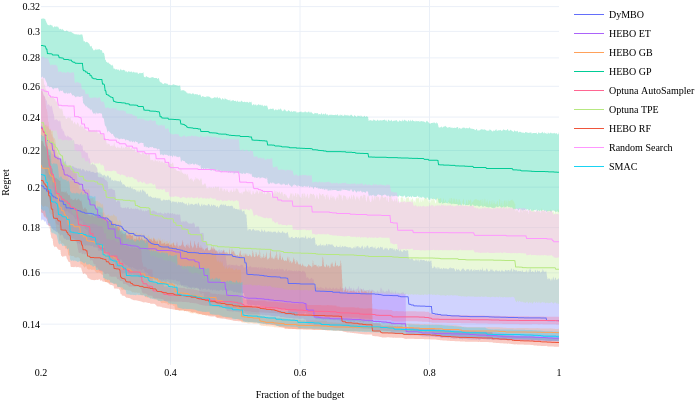 0.32
0.3
0.28
0.26
0.24
0.22
0.2
0.18
0.16
0.14
Regret
0.2
0.4
0.6
0.8
1
Fraction of the budget
DyMBO
HEBO ET
HEBO GB
HEBO GP
Optuna AutoSampler
Optuna TPE
HEBO RF
Random Search
SMAC